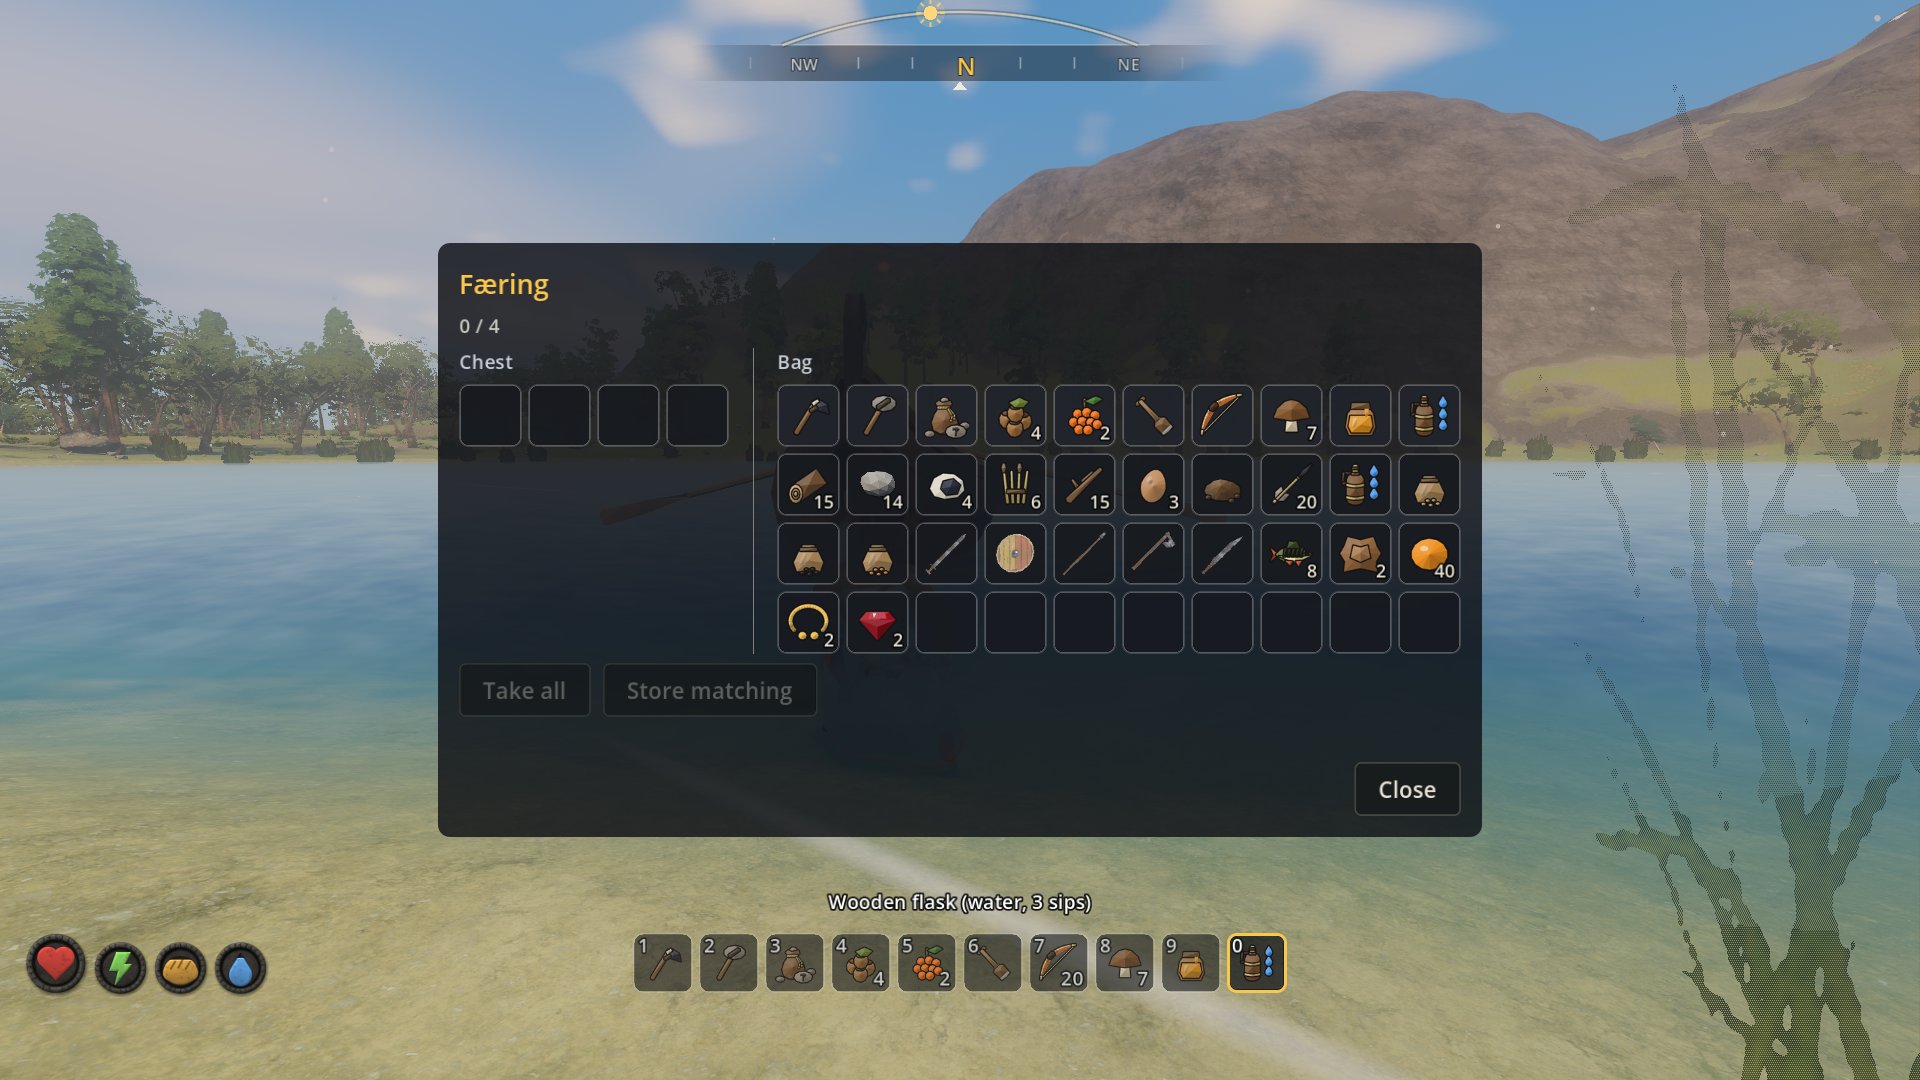 NW N NE
Færing
0 / 4
Chest
Bag
4 2 7
15 14 4 6 15 3 20
8 2 40
2 2
Take all
Store matching
Close
Wooden flask (water, 3 sips)
1 2 3 4 5 6 7 8 9 0
4 2 20 7